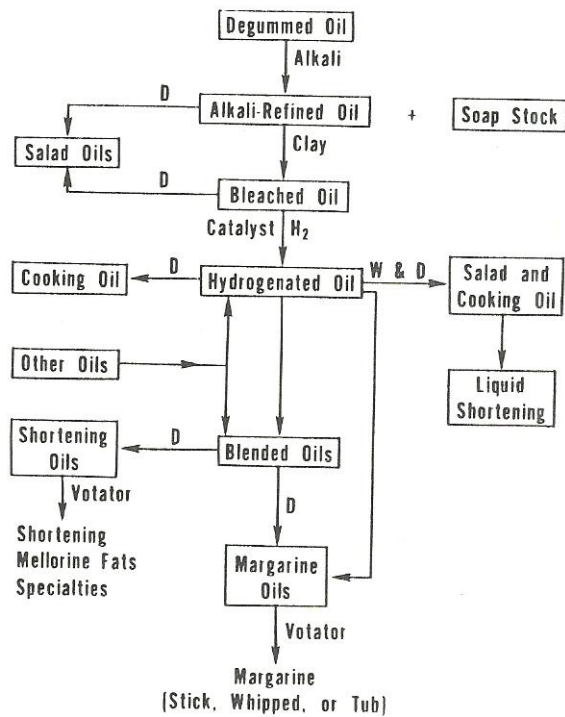 Degummed Oil
Alkali
D
Alkali-Refined Oil + Soap Stock
Clay
Salad Oils
D
Bleached Oil
Catalyst H₂
Cooking Oil
D
Hydrogenated Oil
W & D
Salad and
Cooking Oil
Other Oils
Liquid
Shortening
Shortening
Oils
D
Blended Oils
Votator
D
Shortening
Mellorine Fats
Specialties
Margarine
Oils
Votator
Margarine
(Stick, Whipped, or Tub)